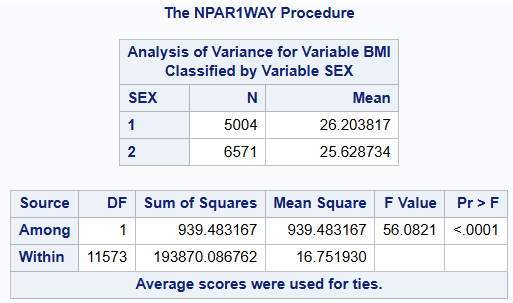 The NPAR1WAY Procedure
Analysis of Variance for Variable BMI
Classified by Variable SEX
SEX N Mean
1 5004 26.203817
2 6571 25.628734
Source DF Sum of Squares Mean Square F Value Pr > F
Among 1 939.483167 939.483167 56.0821 <.0001
Within 11573 193870.086762 16.751930
Average scores were used for ties.